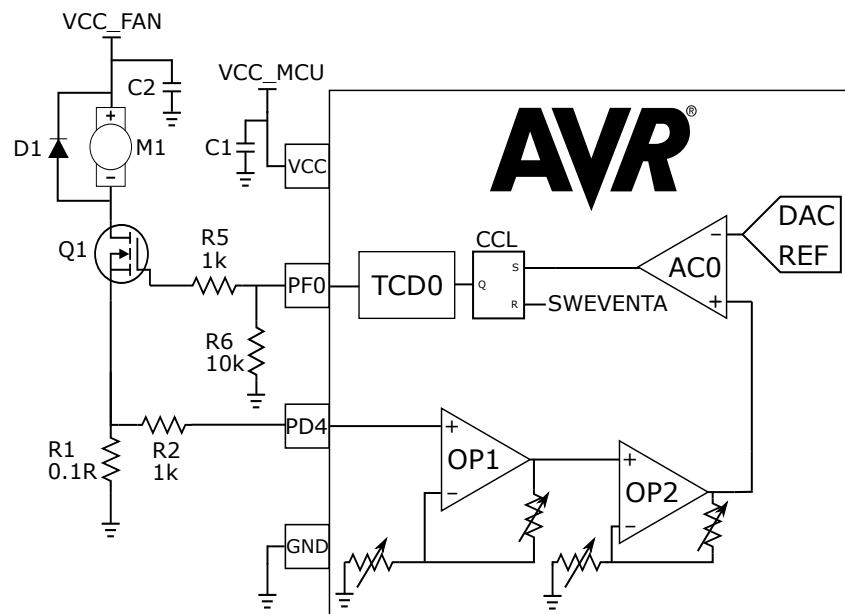 VCC_FAN
C2
VCC_MCU
D1
+
M1
-
C1
VCC
AVR®
Q1
R5
1k
PF0
TCD0
CCL
S
Q
R
SWEVENTA
-
AC0
+
DAC
REF
R6
10k
R1
0.1R
R2
1k
PD4
+
OP1
-
+
OP2
-
GND